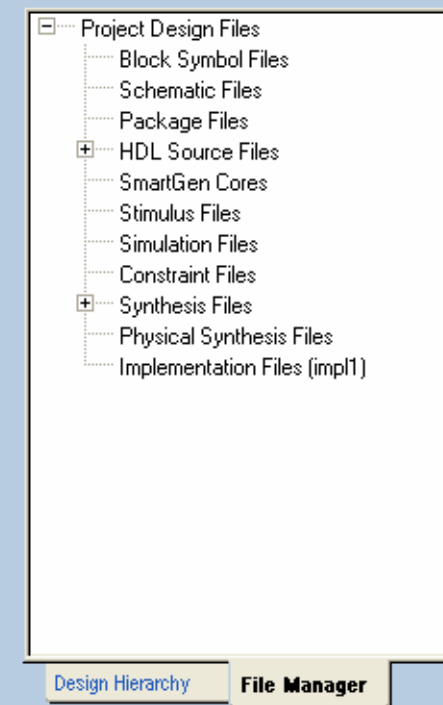 Project Design Files
Block Symbol Files
Schematic Files
Package Files
HDL Source Files
SmartGen Cores
Stimulus Files
Simulation Files
Constraint Files
Synthesis Files
Physical Synthesis Files
Implementation Files (impl1)
Design Hierarchy File Manager